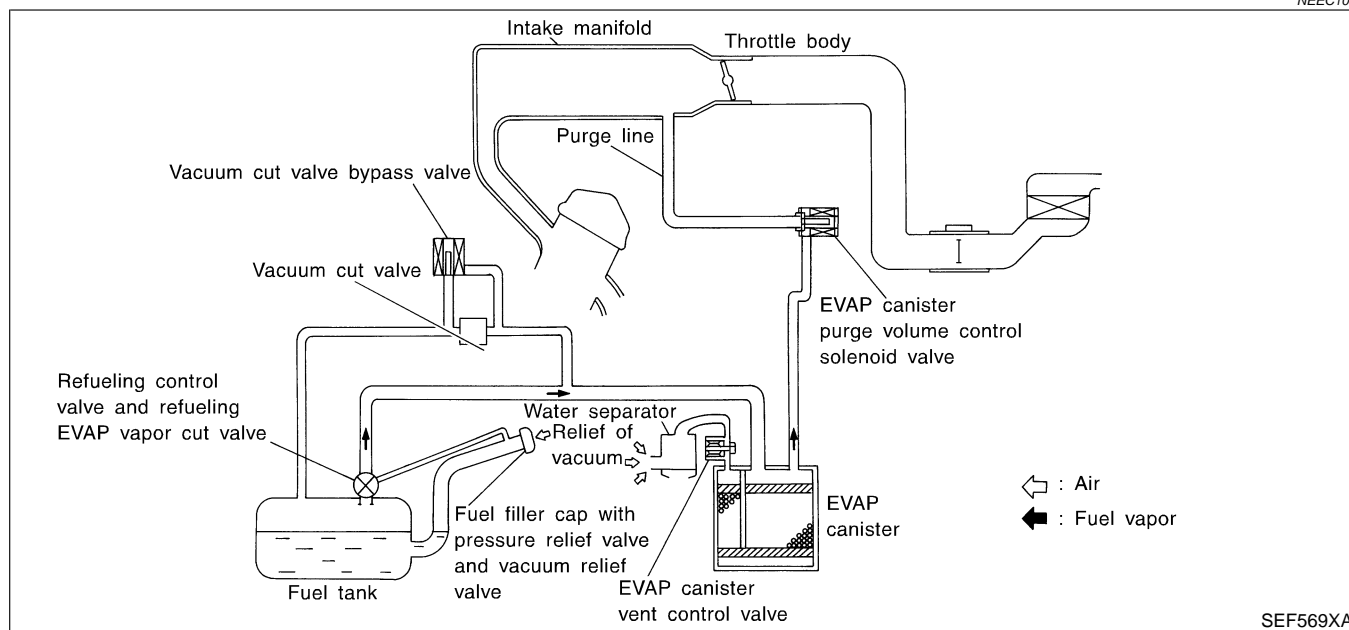 NEEC10
Intake manifold
Throttle body
Purge line
Vacuum cut valve bypass valve
Vacuum cut valve
EVAP canister
purge volume control
solenoid valve
Refueling control
valve and refueling
EVAP vapor cut valve
Water separator
Relief of
vacuum
: Air
: Fuel vapor
EVAP
canister
Fuel filler cap with
pressure relief valve
and vacuum relief
valve
Fuel tank
EVAP canister
vent control valve
SEF569XA